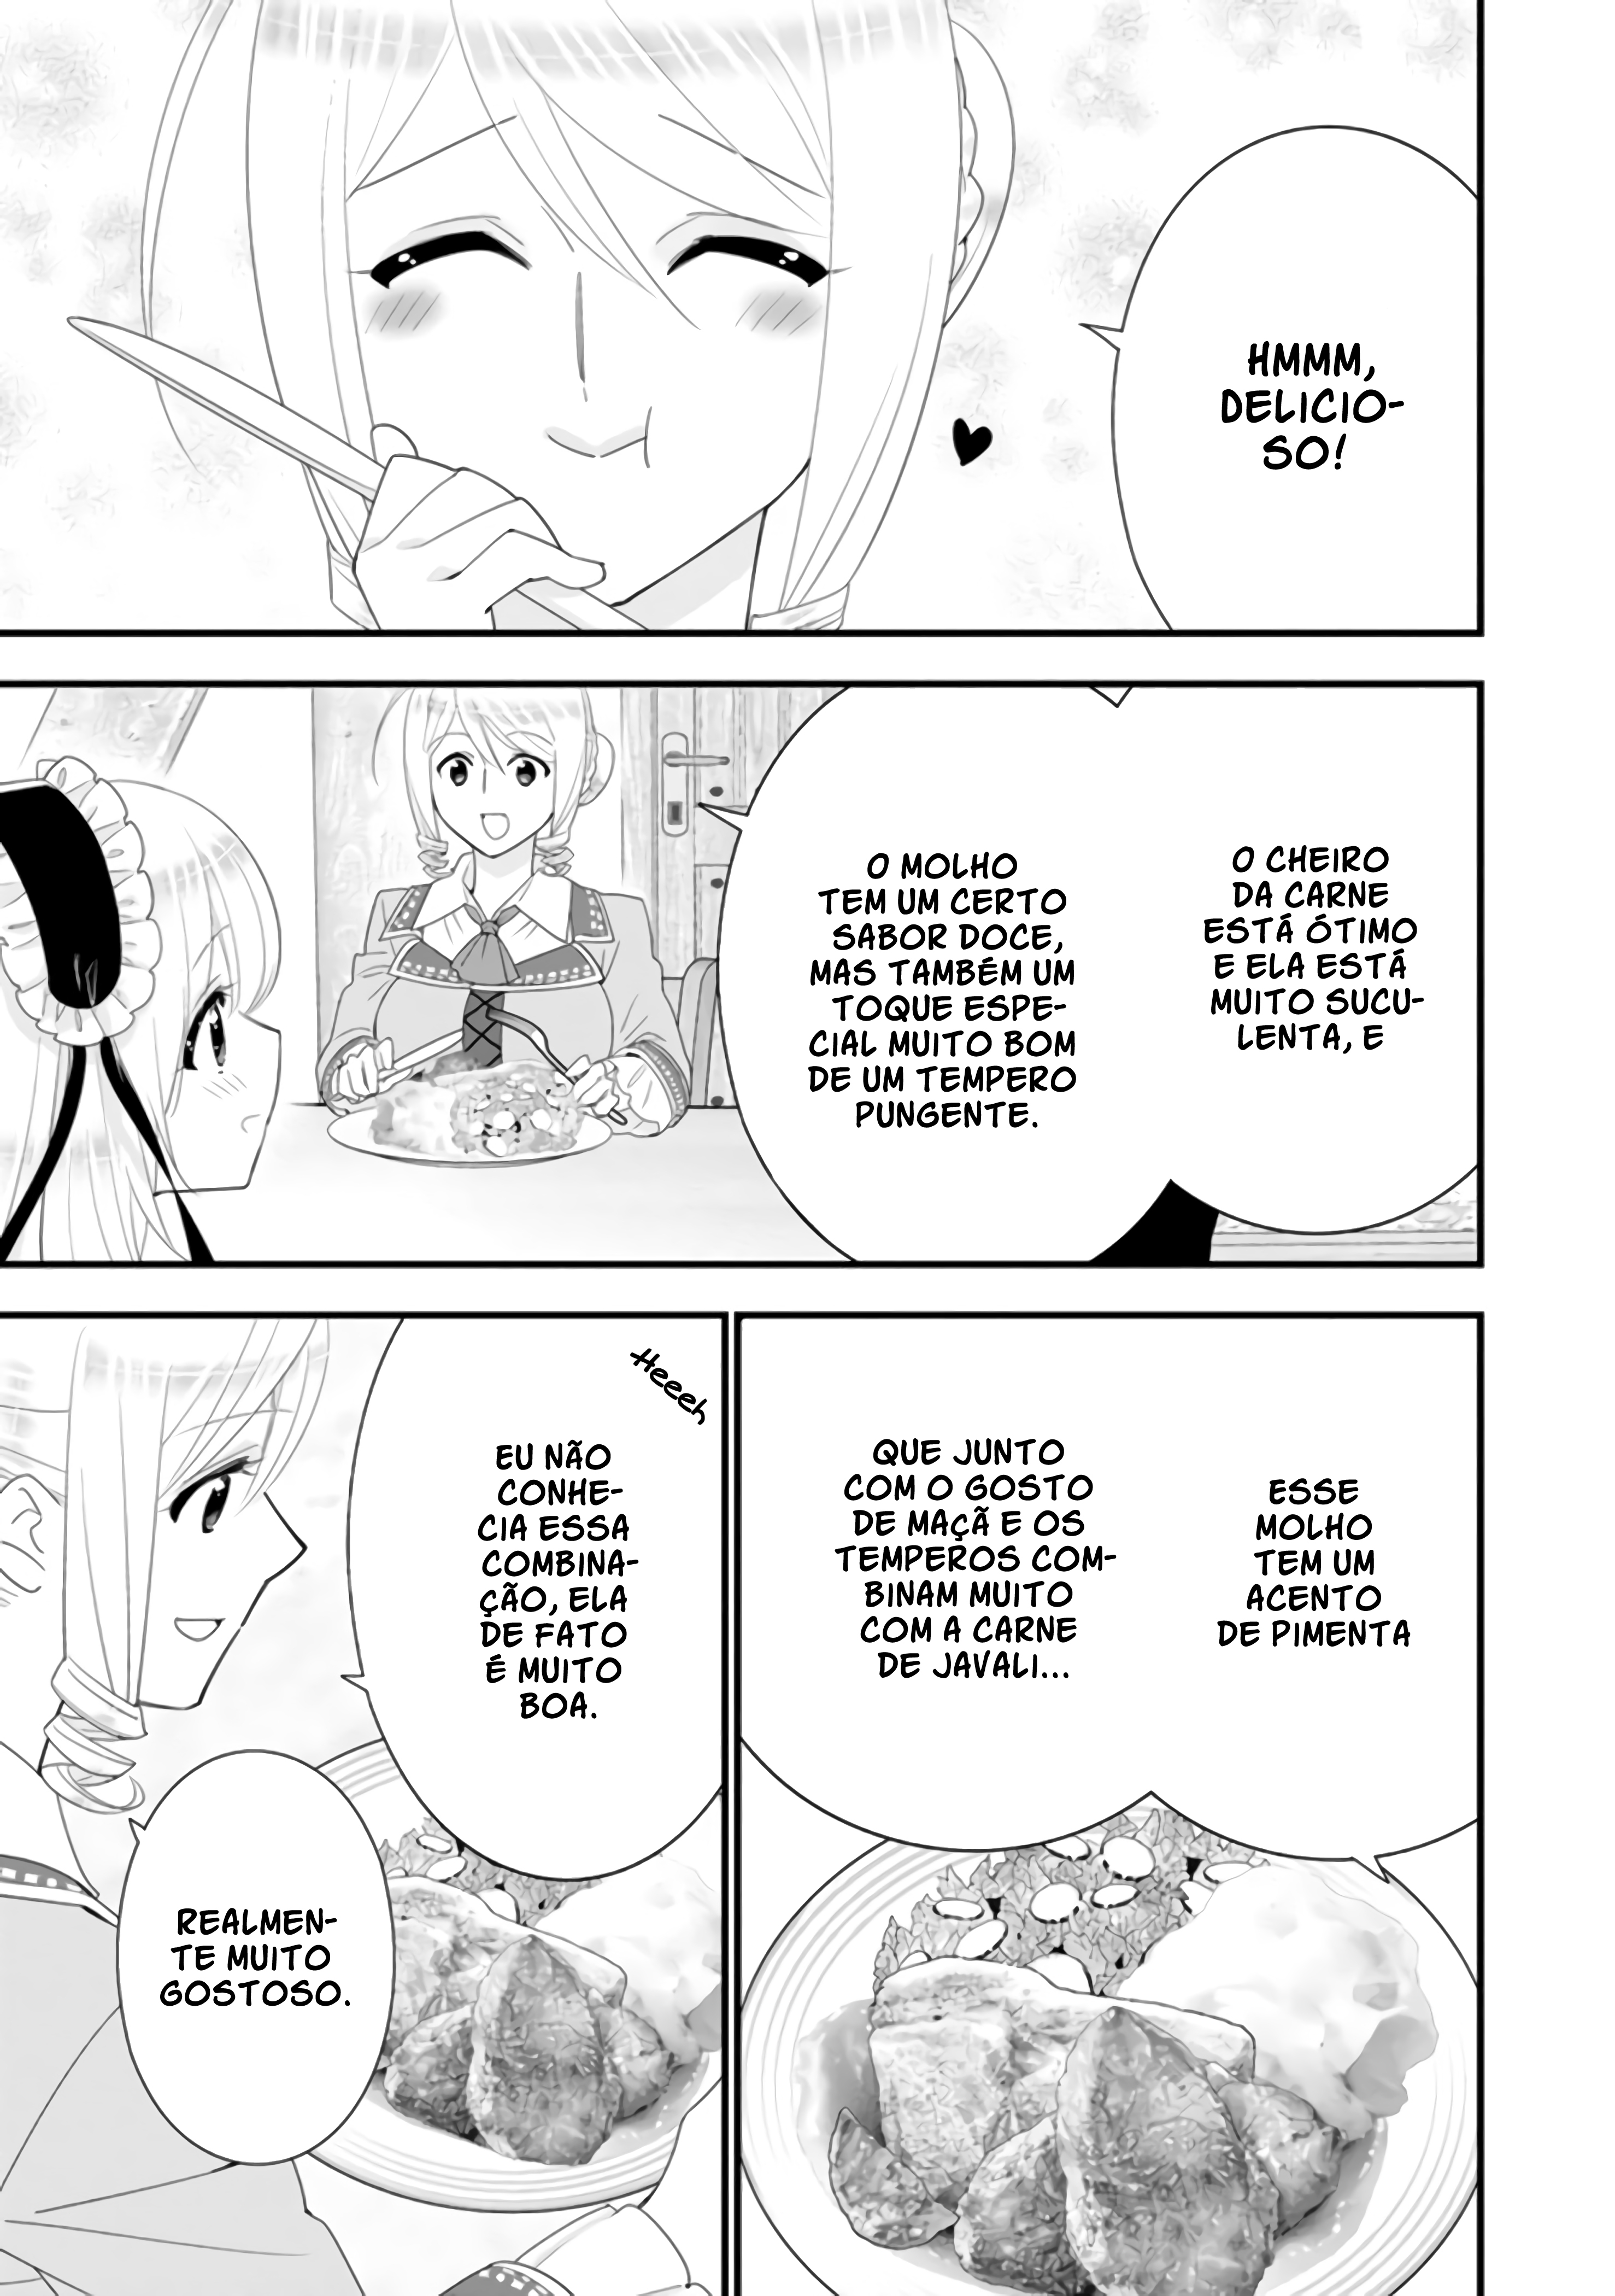 HMMM,
DELICIO-
SO!
O CHEIRO
DA CARNE
ESTÁ ÓTIMO
E ELA ESTÁ
MUITO SUCU-
LENTA, E
O MOLHO
TEM UM CERTO
SABOR DOCE,
MAS TAMBÉM UM
TOQUE ESPE-
CIAL MUITO BOM
DE UM TEMPERO
PUNGENTE.
ESSE
MOLHO
TEM UM
ACENTO
DE PIMENTA
QUE JUNTO
COM O GOSTO
DE MAÇÃ E OS
TEMPEROS COM-
BINAM MUITO
COM A CARNE
DE JAVALI...
Heeeh
EU NÃO
CONHE-
CIA ESSA
COMBINA-
ÇÃO, ELA
DE FATO
É MUITO
BOA.
REALMEN-
TE MUITO
GOSTOSO.